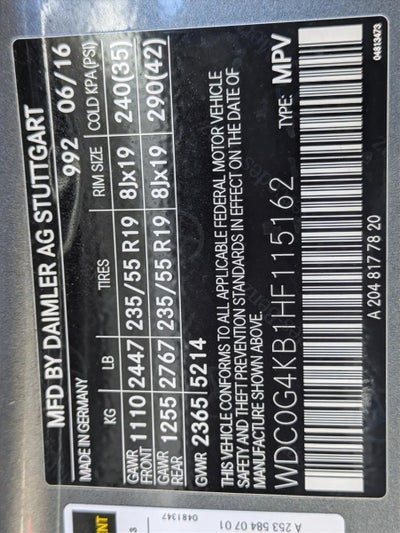 MFD BY DAIMLER AG STUTTGART
MADE IN GERMANY 992 06/16
KG LB TIRES RIM SIZE COLD KPA(PSI)
GAWR FRONT 1110 2447 235/55 R19 8Jx19 240(35)
GAWR REAR 1255 2767 235/55 R19 8Jx19 290(42)
GVWR 2365 5214
THIS VEHICLE CONFORMS TO ALL APPLICABLE FEDERAL MOTOR VEHICLE
SAFETY AND THEFT PREVENTION STANDARDS IN EFFECT ON THE DATE OF
MANUFACTURE SHOWN ABOVE.
WDC0G4KB1HF115162 TYPE: MPV
A 204 817 78 20
04813473
0481347
A 253 584 07 01